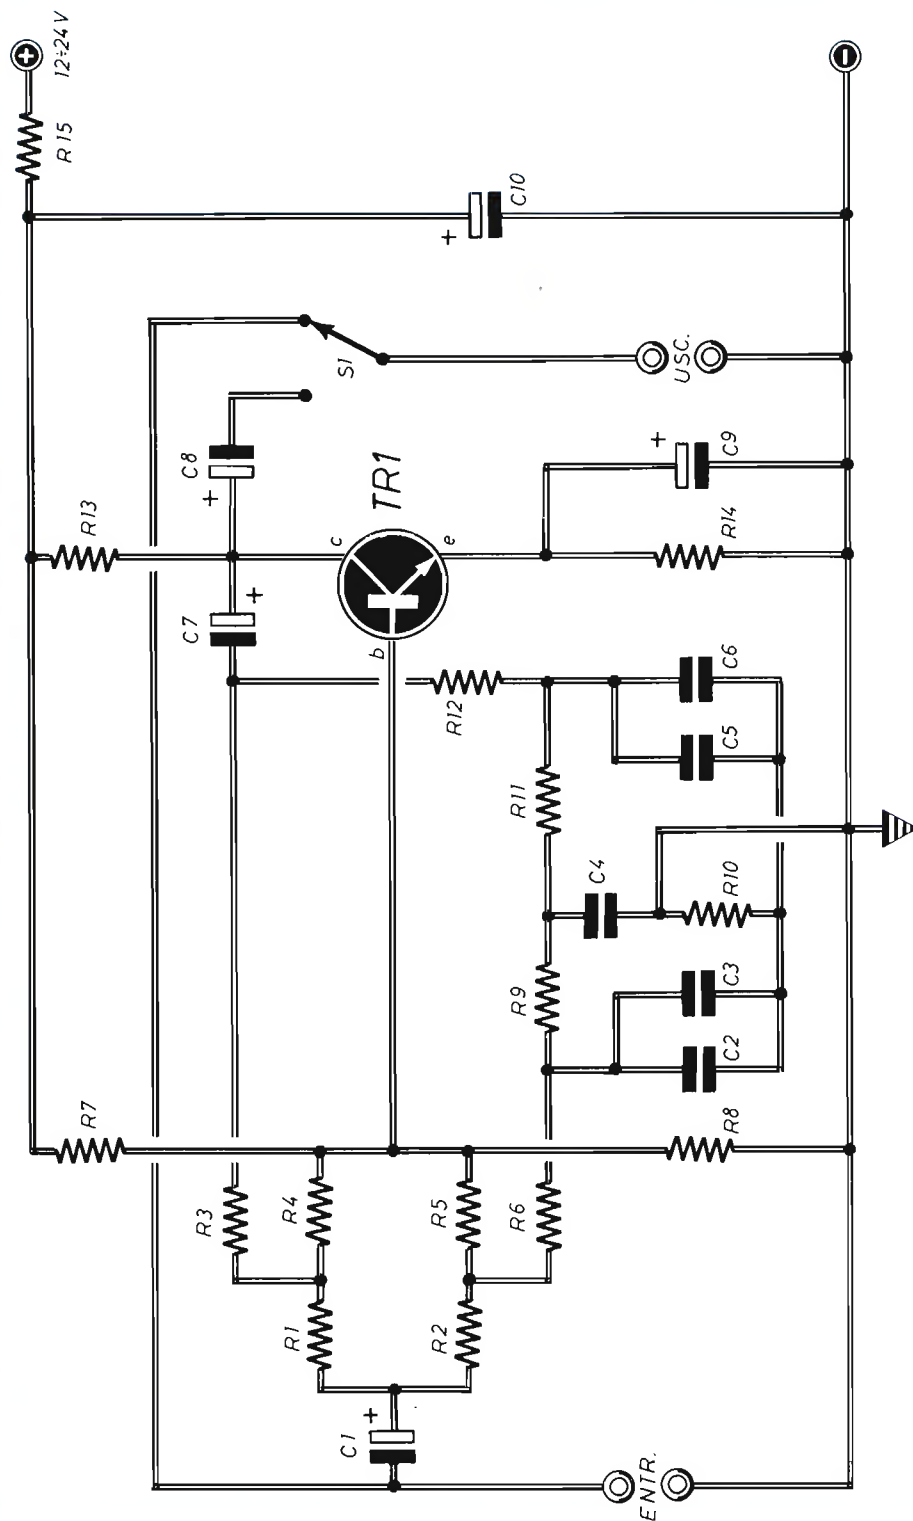 12÷24V
R15
C10
S1
USC.
C8
+
R13
TR1
c
e
b
C9
+
R14
C7
+
R12
R11
C6
C5
C4
R10
R9
C3
C2
R7
R8
R3
R4
R5
R6
R1
R2
C1
+
ENTR.
+
+
-